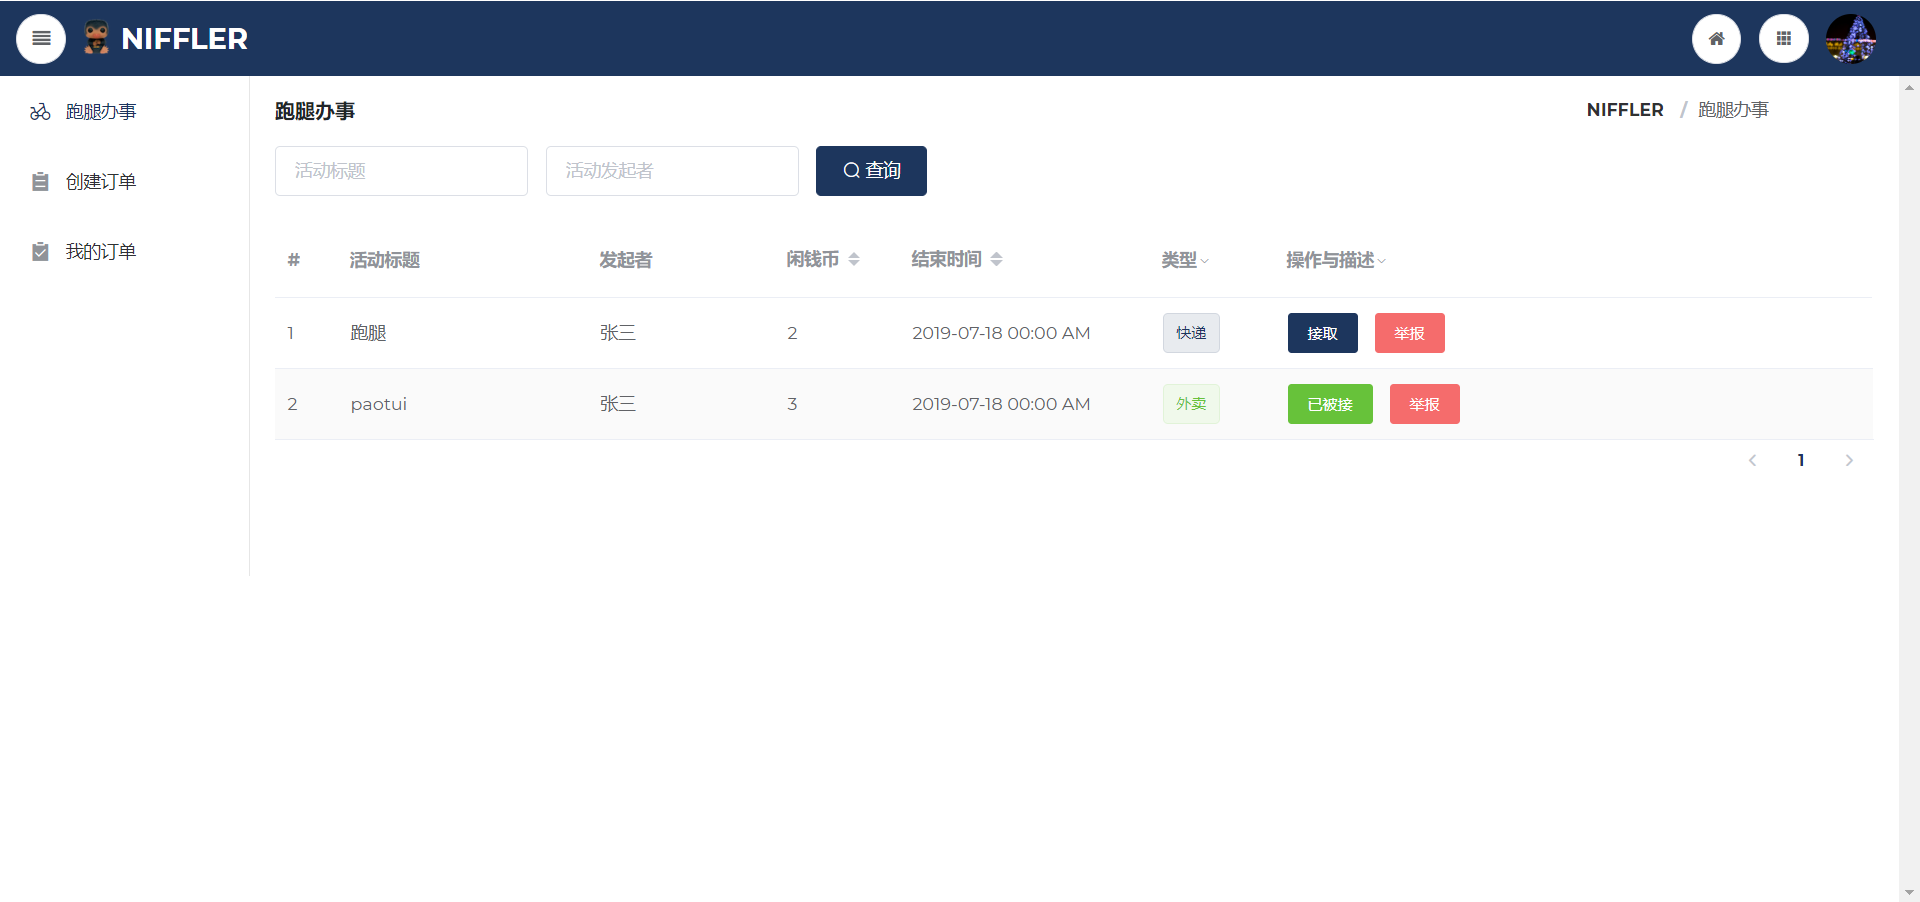 NIFFLER
跑腿办事
创建订单
我的订单
跑腿办事
NIFFLER / 跑腿办事
活动标题 活动发起者 查询
# 活动标题 发起者 闲钱币 结束时间 类型 操作与描述
1 跑腿 张三 2 2019-07-18 00:00 AM 快递 接取 举报
2 paotui 张三 3 2019-07-18 00:00 AM 外卖 已被接 举报
1